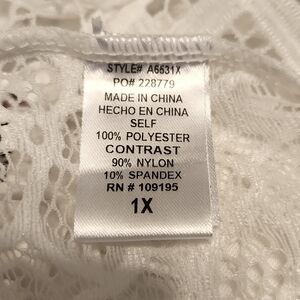 STYLE# A6631X
PO# 228779
MADE IN CHINA
HECHO EN CHINA
SELF
100% POLYESTER
CONTRAST
90% NYLON
10% SPANDEX
RN # 109195
1X